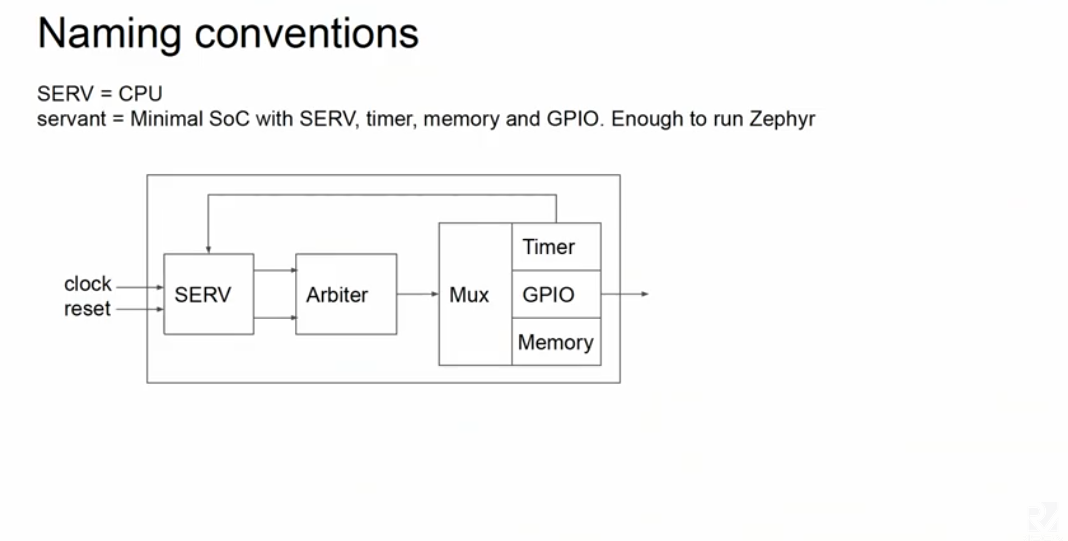 Naming conventions
SERV = CPU
servant = Minimal SoC with SERV, timer, memory and GPIO. Enough to run Zephyr
Timer
clock
reset
SERV
Arbiter
Mux
GPIO
Memory